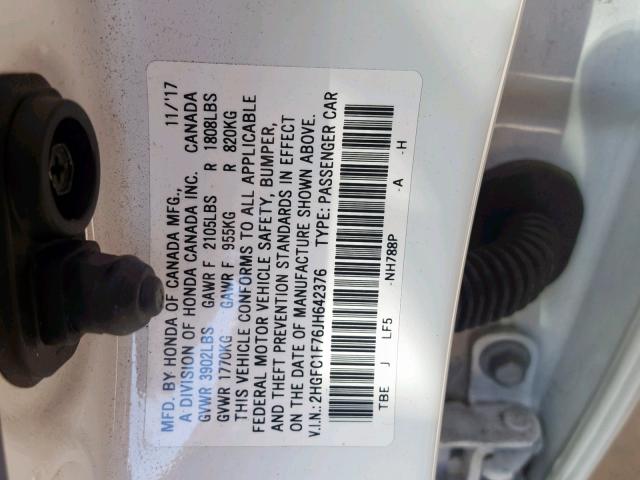 MFD. BY HONDA OF CANADA MFG., 11/'17
A DIVISION OF HONDA CANADA INC. CANADA
GVWR 3902LBS GAWR F 2105LBS R 1808LBS
GVWR 1770KG GAWR F 955KG R 820KG
THIS VEHICLE CONFORMS TO ALL APPLICABLE
FEDERAL MOTOR VEHICLE SAFETY, BUMPER,
AND THEFT PREVENTION STANDARDS IN EFFECT
ON THE DATE OF MANUFACTURE SHOWN ABOVE.
V.I.N.: 2HGFC1F76JH642376 TYPE: PASSENGER CAR
TBE J LF5 -NH788P -A -H